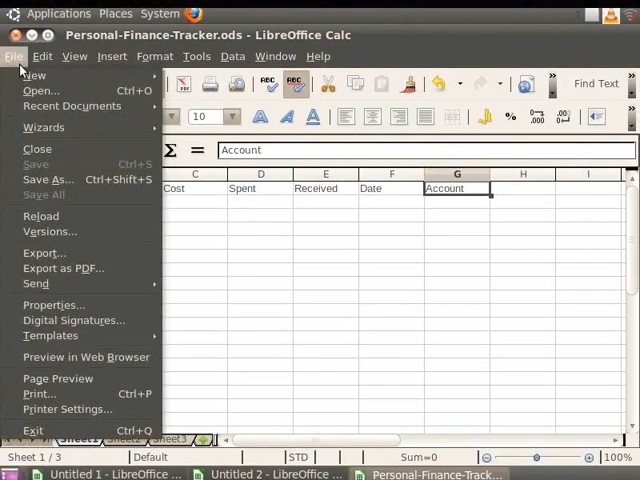 Applications Places System
Personal-Finance-Tracker.ods - LibreOffice Calc
File Edit View Insert Format Tools Data Window Help
New
Open... Ctrl+O
Recent Documents
Wizards
Close
Save Ctrl+S
Save As... Ctrl+Shift+S
Save All
Reload
Versions...
Export...
Export as PDF...
Send
Properties...
Digital Signatures...
Templates
Preview in Web Browser
Page Preview
Print... Ctrl+P
Printer Settings...
Exit Ctrl+Q
ABC ABC Find Text
10 A A A %
Σ = Account
C D E F G H I
Cost Spent Received Date Account
Sheet1 Sheet2 Sheet3
Sheet 1 / 3 Default STD Sum=0 100%
Untitled 1 - LibreOffice ... Untitled 2 - LibreOffice ... Personal-Finance-Track...